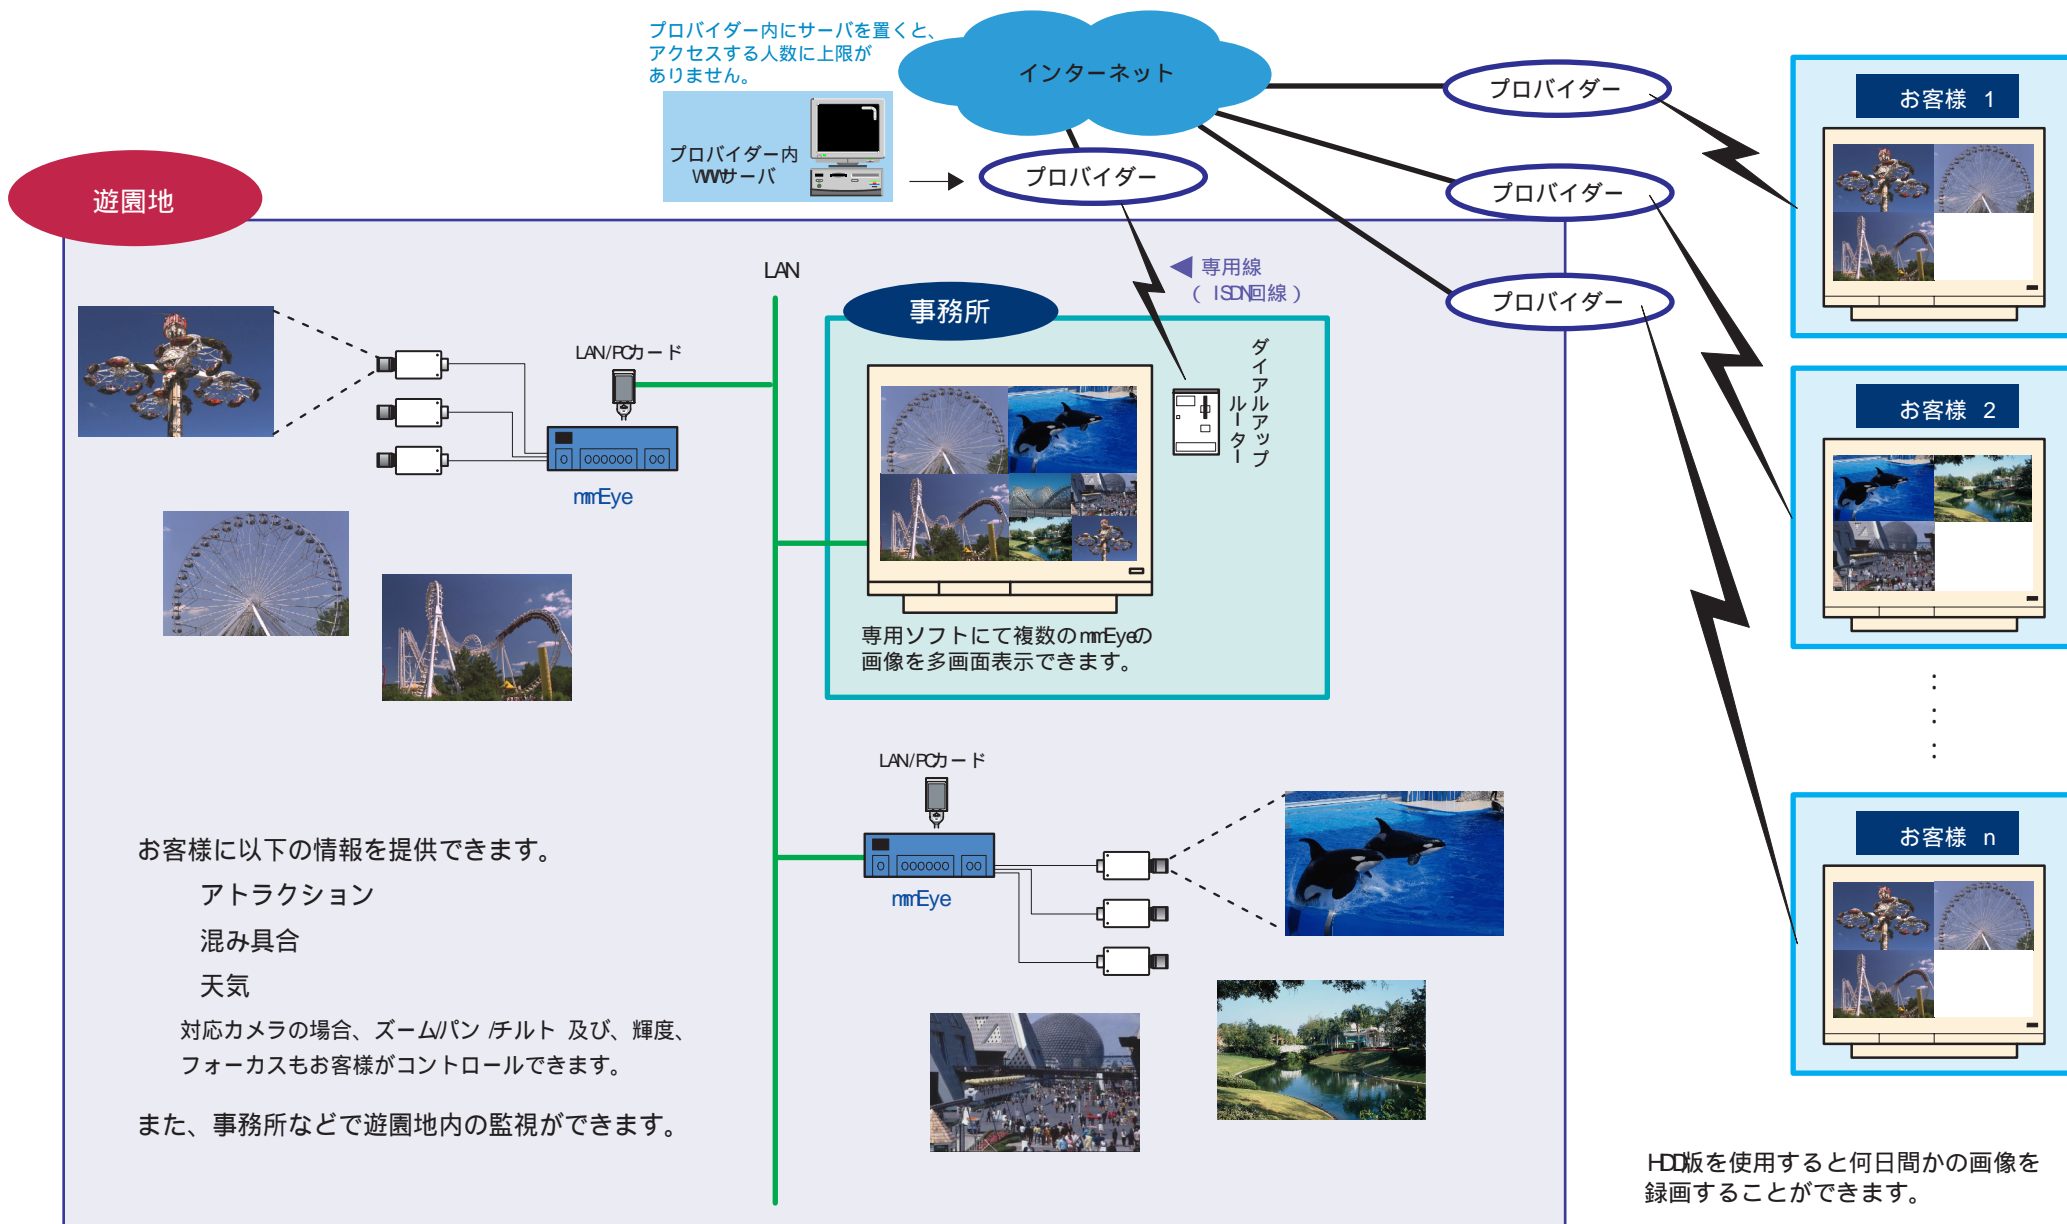 プロバイダー内にサーバを置くと、
アクセスする人数に上限が
ありません。
プロバイダー内
WWWサーバ
インターネット
プロバイダー
プロバイダー
プロバイダー
プロバイダー
専用線
（ISDN回線）
遊園地
LAN
LAN/PCカード
mmEye
事務所
ダイアルアップ
ルーター
専用ソフトにて複数のmmEyeの
画像を多画面表示できます。
LAN/PCカード
mmEye
お客様に以下の情報を提供できます。
アトラクション
混み具合
天気
対応カメラの場合、ズーム/パン/チルト 及び、輝度、
フォーカスもお客様がコントロールできます。
また、事務所などで遊園地内の監視ができます。
お客様 1
お客様 2
お客様 n
HDD版を使用すると何日間かの画像を
録画することができます。